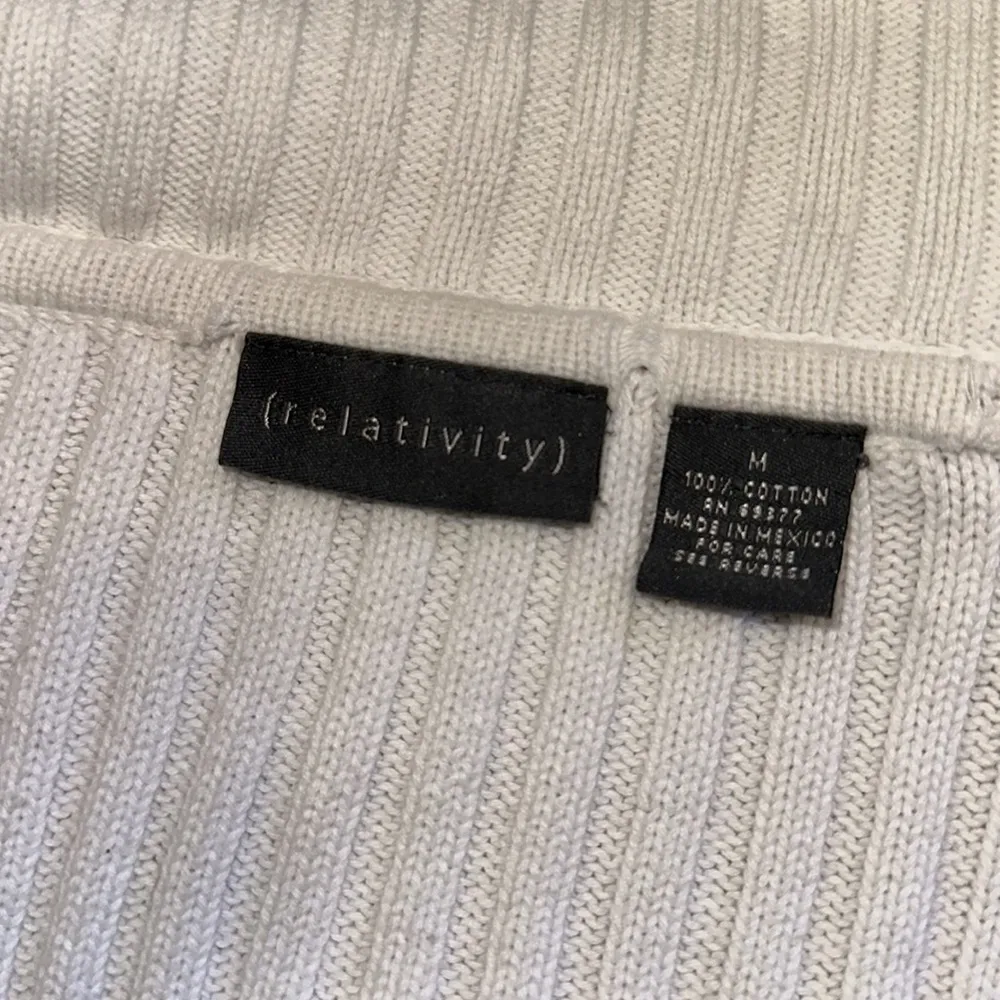 (relativity)
M
100% COTTON
RN 69377
MADE IN MEXICO
FOR CARE
SEE REVERSE